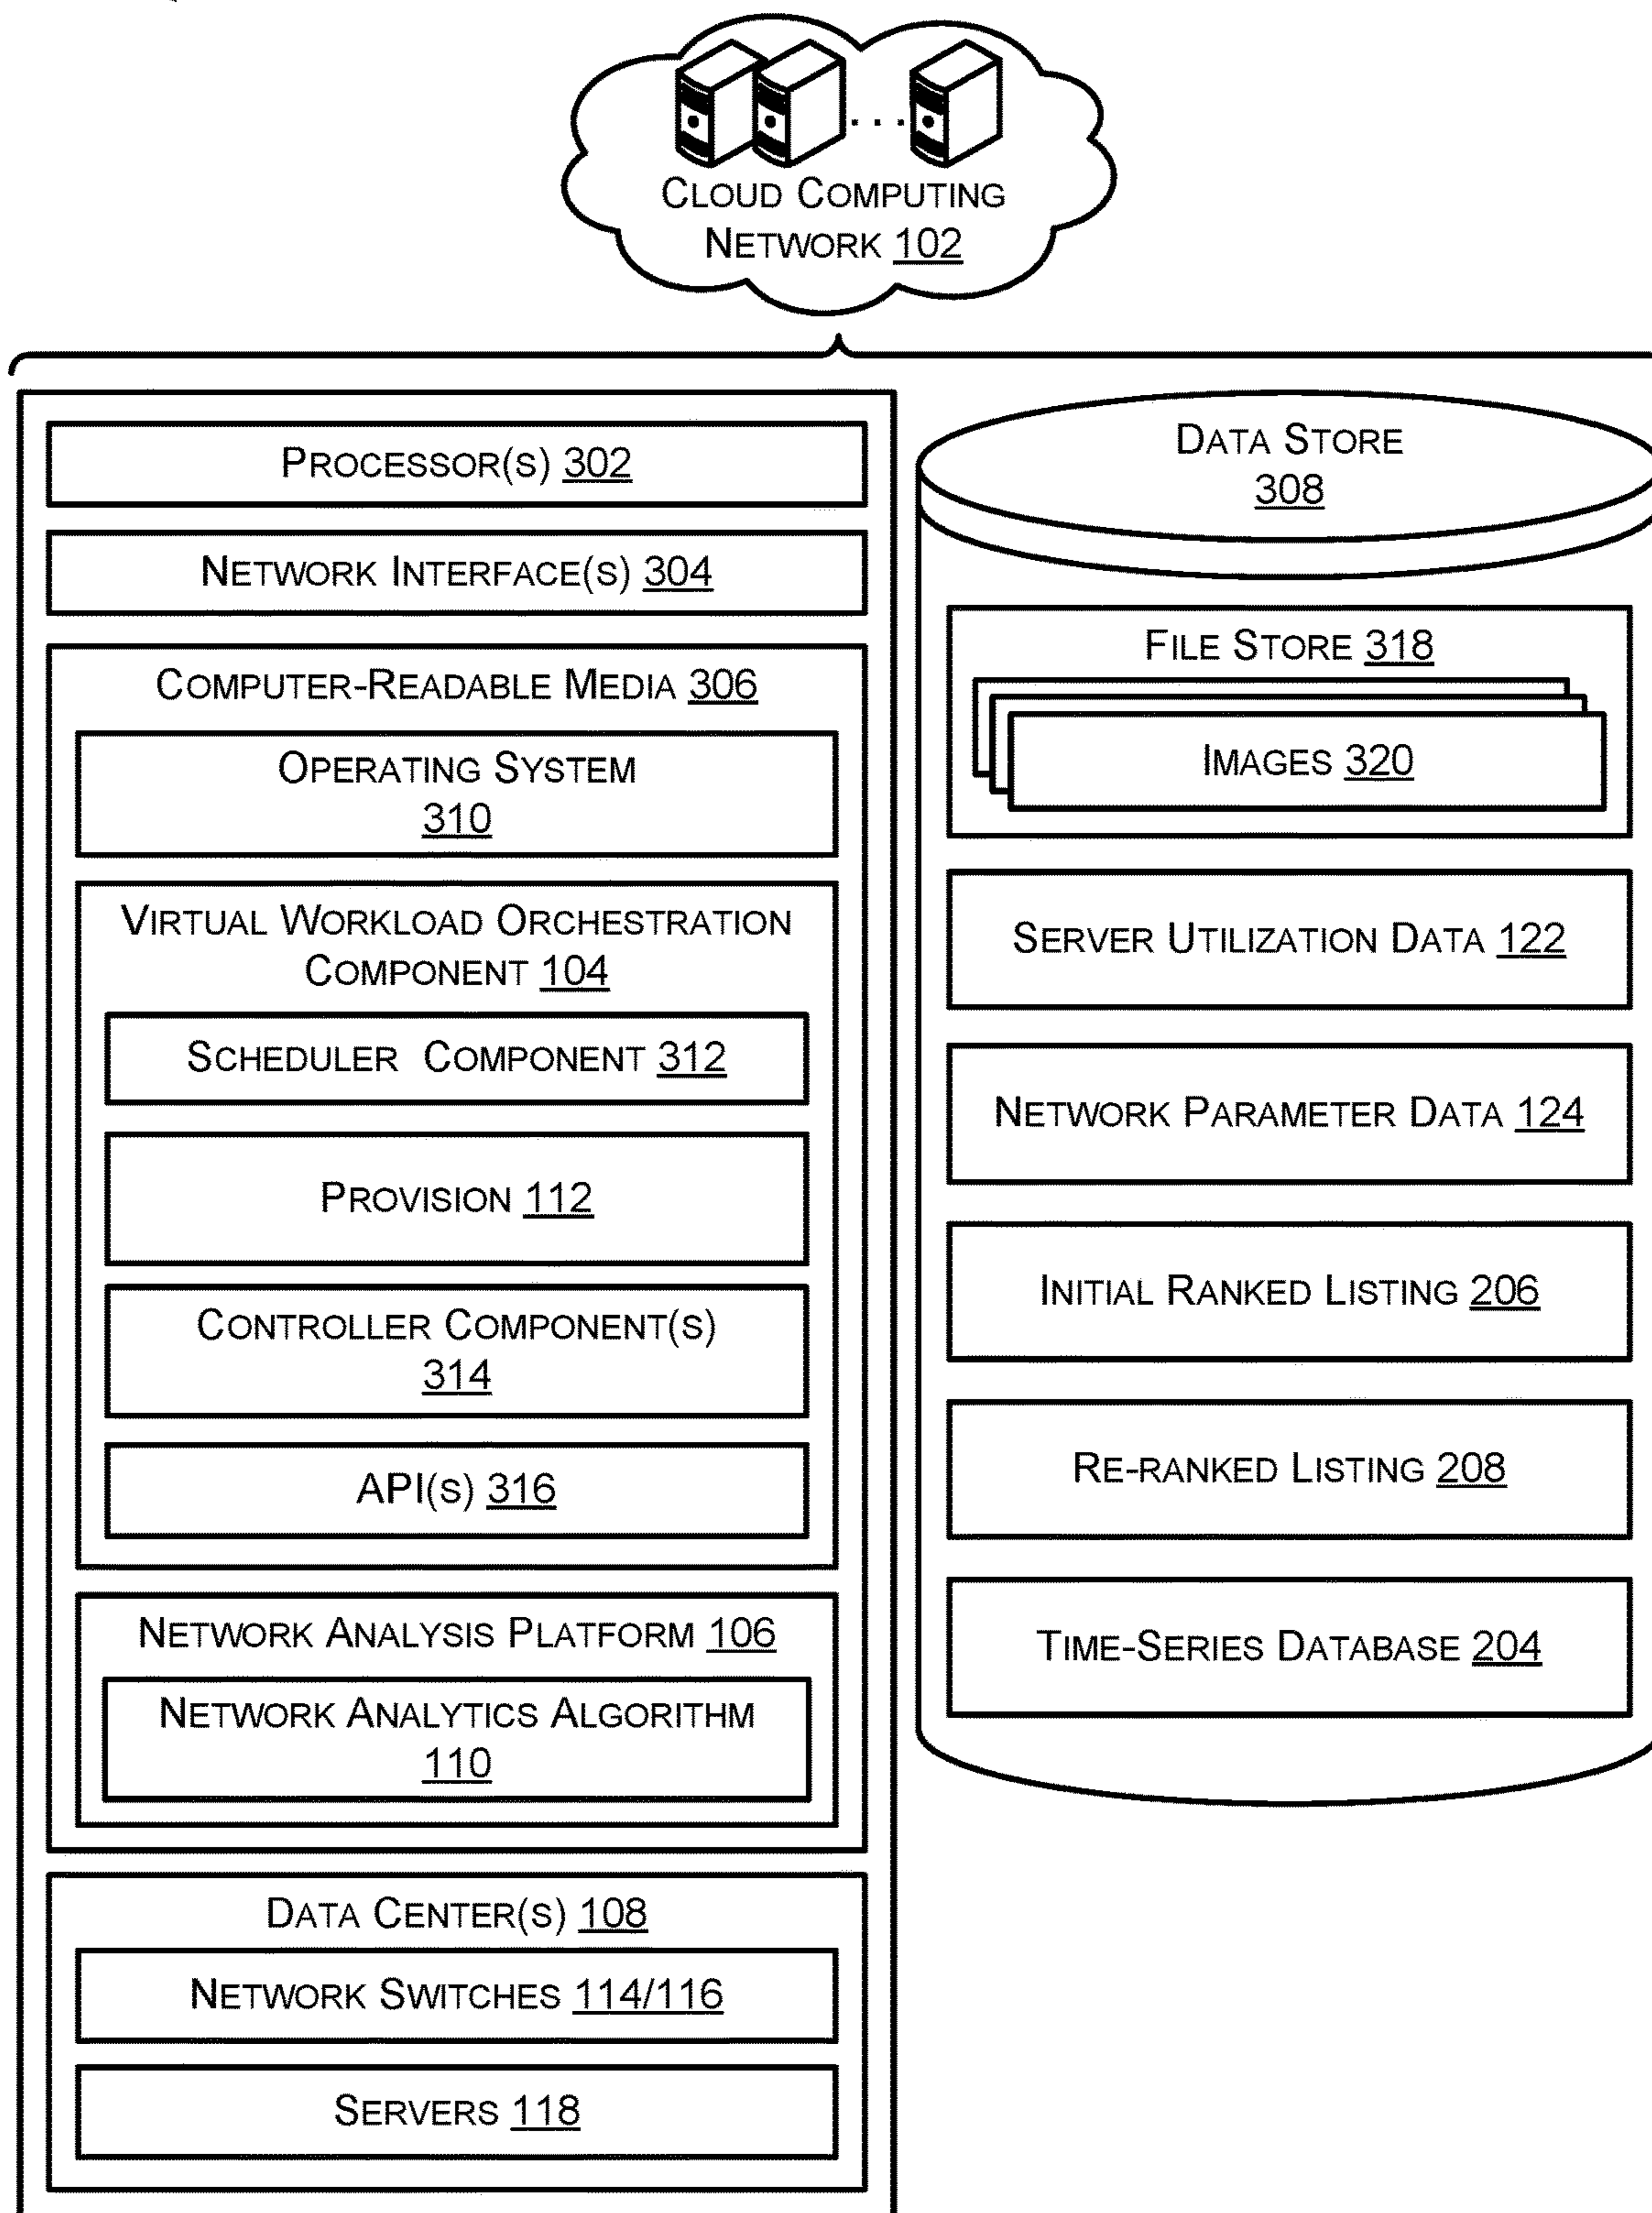 CLOUD COMPUTING
NETWORK 102
PROCESSOR(S) 302
NETWORK INTERFACE(S) 304
COMPUTER-READABLE MEDIA 306
OPERATING SYSTEM
310
VIRTUAL WORKLOAD ORCHESTRATION
COMPONENT 104
SCHEDULER COMPONENT 312
PROVISION 112
CONTROLLER COMPONENT(S)
314
API(S) 316
NETWORK ANALYSIS PLATFORM 106
NETWORK ANALYTICS ALGORITHM
110
DATA CENTER(S) 108
NETWORK SWITCHES 114/116
SERVERS 118
DATA STORE
308
FILE STORE 318
IMAGES 320
SERVER UTILIZATION DATA 122
NETWORK PARAMETER DATA 124
INITIAL RANKED LISTING 206
RE-RANKED LISTING 208
TIME-SERIES DATABASE 204